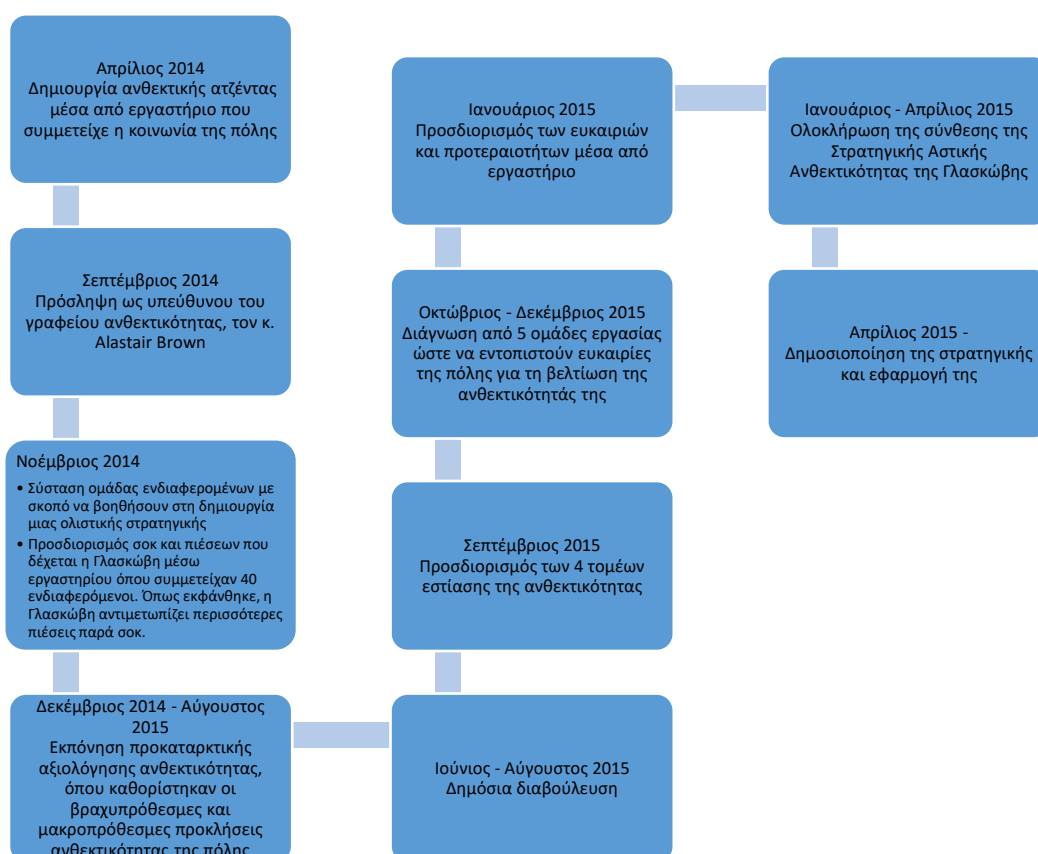 Απρίλιος 2014
Δημιουργία ανθεκτικής ατζέντας
μέσα από εργαστήριο που
συμμετείχε η κοινωνία της πόλης
Σεπτέμβριος 2014
Πρόσληψη ως υπεύθυνου του
γραφείου ανθεκτικότητας, τον κ.
Alastair Brown
Νοέμβριος 2014
• Σύσταση ομάδας ενδιαφερομένων με
σκοπό να βοηθήσουν στη δημιουργία
μιας ολιστικής στρατηγικής
• Προσδιορισμός σοκ και πιέσεων που
δέχεται η Γλασκώβη μέσω
εργαστηρίου όπου συμμετείχαν 40
ενδιαφερόμενοι. Όπως εκφάνθηκε, η
Γλασκώβη αντιμετωπίζει περισσότερες
πιέσεις παρά σοκ.
Δεκέμβριος 2014 - Αύγουστος
2015
Εκπόνηση προκαταρκτικής
αξιολόγησης ανθεκτικότητας,
όπου καθορίστηκαν οι
βραχυπρόθεσμες και
μακροπρόθεσμες προκλήσεις
ανθεκτικότητας της πόλης
Ιούνιος - Αύγουστος 2015
Δημόσια διαβούλευση
Σεπτέμβριος 2015
Προσδιορισμός των 4 τομέων
εστίασης της ανθεκτικότητας
Οκτώβριος - Δεκέμβριος 2015
Διάγνωση από 5 ομάδες εργασίας
ώστε να εντοπιστούν ευκαιρίες
της πόλης για τη βελτίωση της
ανθεκτικότητάς της
Ιανουάριος 2015
Προσδιορισμός των ευκαιριών
και προτεραιοτήτων μέσα από
εργαστήριο
Ιανουάριος - Απρίλιος 2015
Ολοκλήρωση της σύνθεσης της
Στρατηγικής Αστικής
Ανθεκτικότητας της Γλασκώβης
Απρίλιος 2015 -
Δημοσιοποίηση της στρατηγικής
και εφαρμογή της